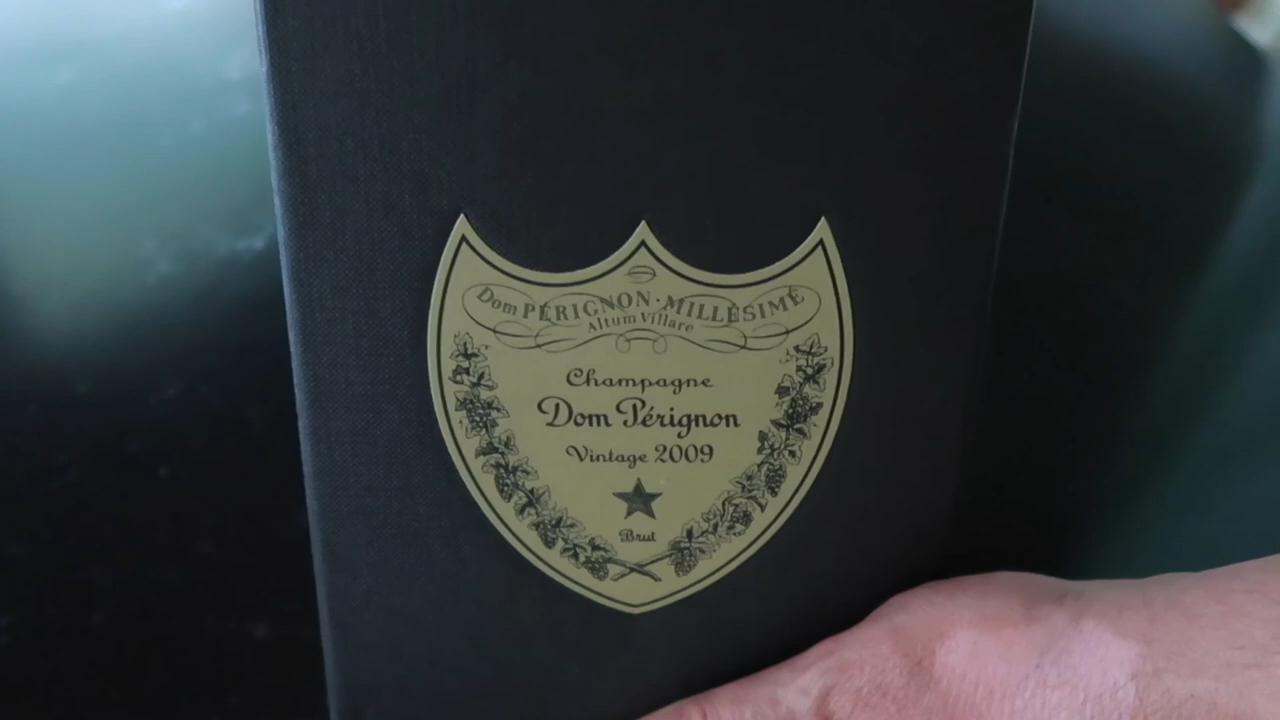 Dom PÉRIGNON · MILLÉSIMÉ
Altum Villare
Champagne
Dom Pérignon
Vintage 2009
Brut